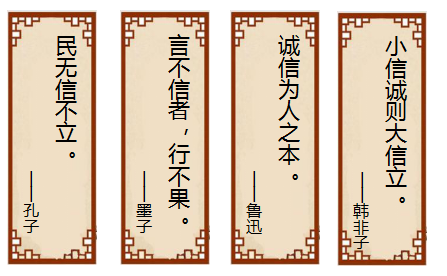 民无信不立。
——孔子
言不信者，行不果。
——墨子
诚信为人之本。
——鲁迅
小信诚则大信立。
——韩非子